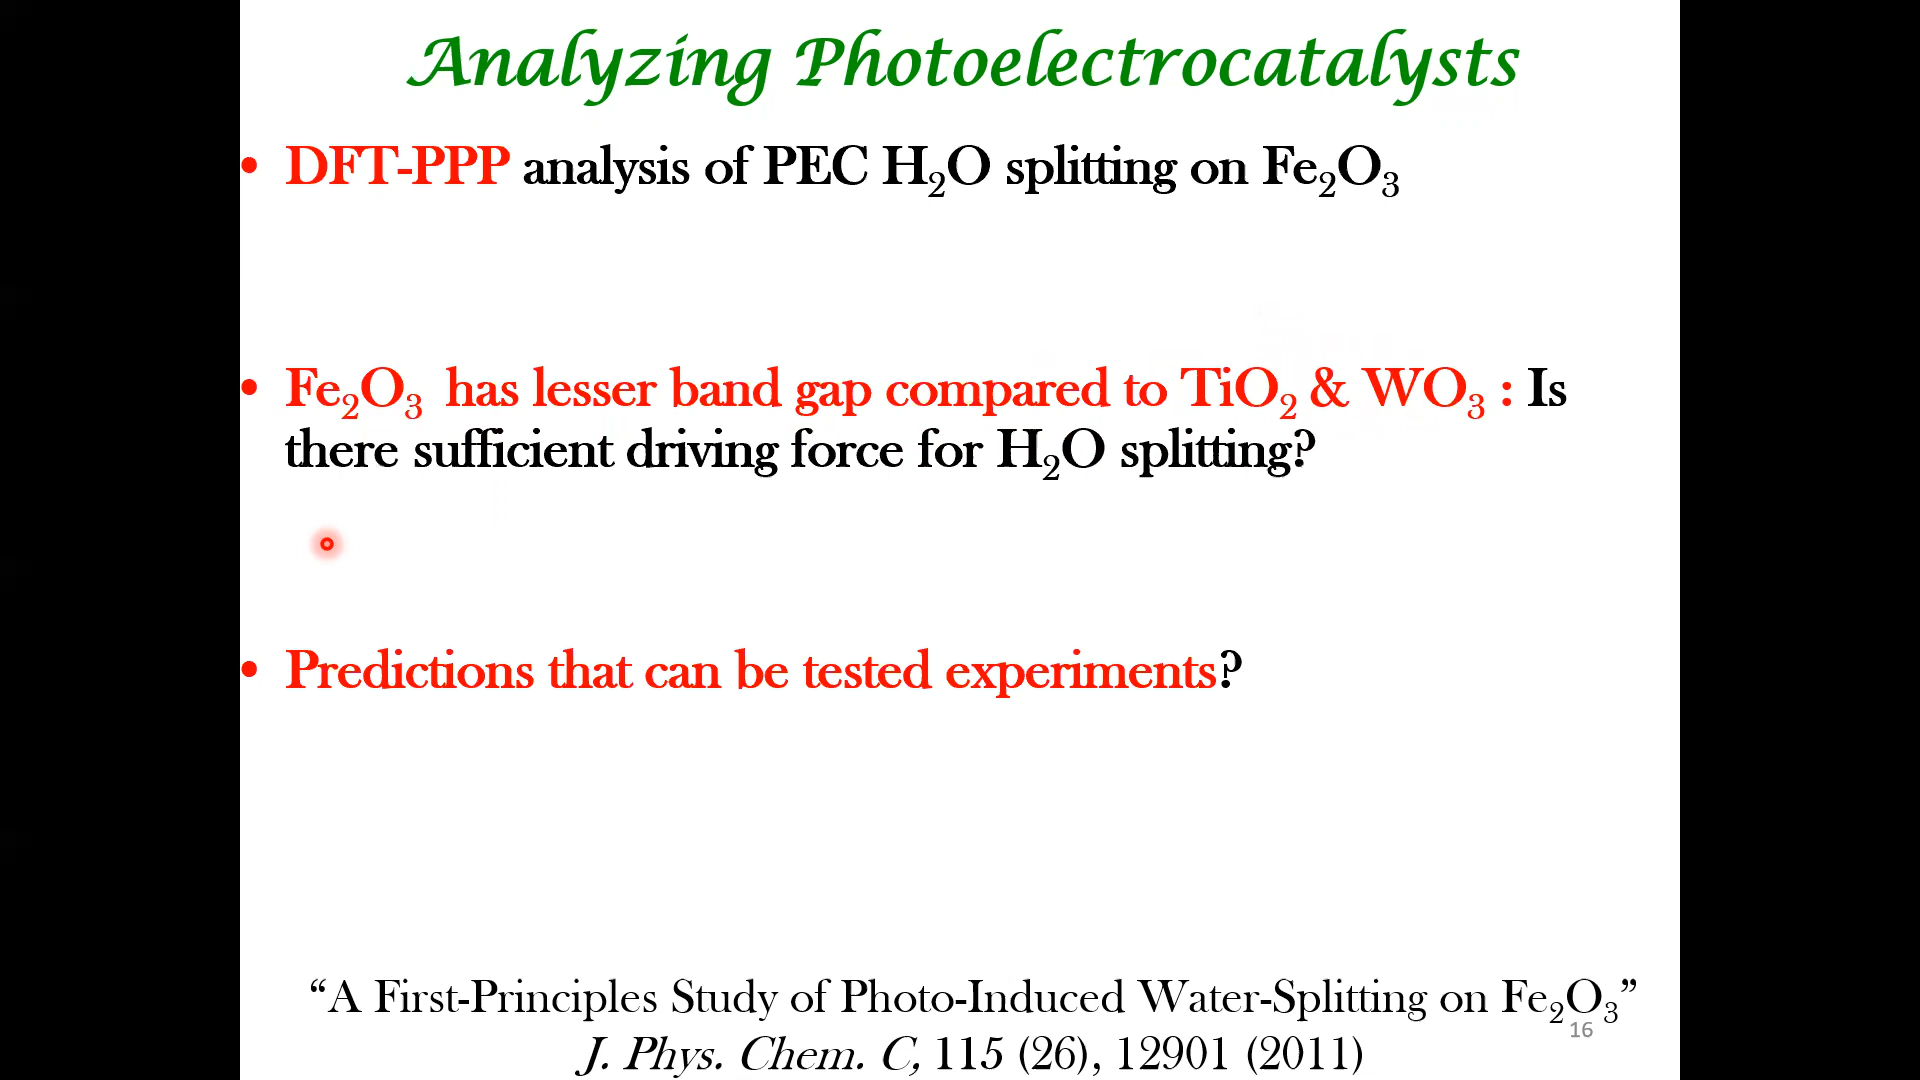 Analyzing Photoelectrocatalysts
• DFT-PPP analysis of PEC H₂O splitting on Fe₂O₃
• Fe₂O₃ has lesser band gap compared to TiO₂ & WO₃ : Is
there sufficient driving force for H₂O splitting?
• Predictions that can be tested experiments?
“A First-Principles Study of Photo-Induced Water-Splitting on Fe₂O₃”
16
J. Phys. Chem. C, 115 (26), 12901 (2011)